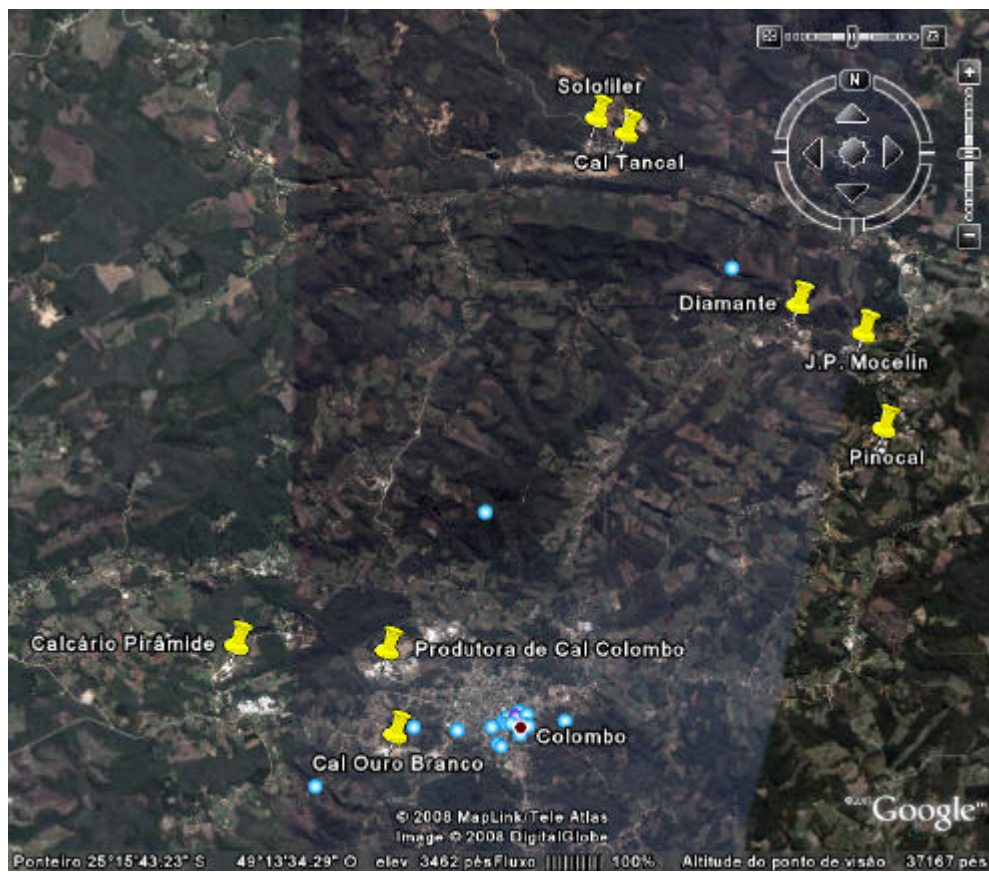 N
Solofiler
Cal Tancal
Diamante
J.P. Mocelin
Pinocal
Calcário Pirâmide
Produtora de Cal Colombo
Colombo
Cal Ouro Branco
© 2008 MapLink/Tele Atlas
Image © 2008 DigitalGlobe
Google
Ponteiro 25°15'43.23" S 49°13'34.29" O elev 3462 pés Fluxo 100% Altitude do ponto de visão 37167 pés